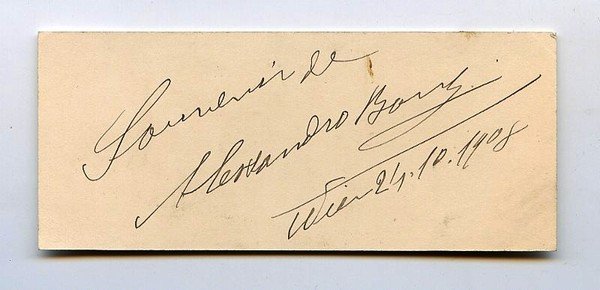 Souvenir de
Alessandro Bonci
Wien 24.10.1908